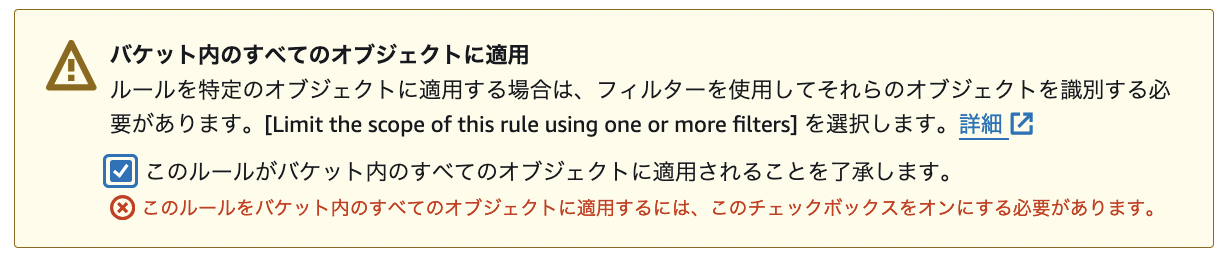 バケット内のすべてのオブジェクトに適用
ルールを特定のオブジェクトに適用する場合は、フィルターを使用してそれらのオブジェクトを識別する必
要があります。[Limit the scope of this rule using one or more filters] を選択します。詳細
このルールがバケット内のすべてのオブジェクトに適用されることを了承します。
このルールをバケット内のすべてのオブジェクトに適用するには、このチェックボックスをオンにする必要があります。